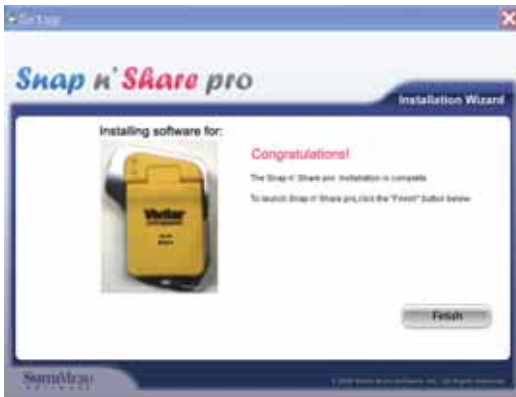 Setup
Snap n' Share pro
Installation Wizard
Installing software for:
Vivitar
Congratulations!
The Snap n' Share pro installation is complete.
To launch Snap n' Share pro,click the "Finish" button below.
Finish